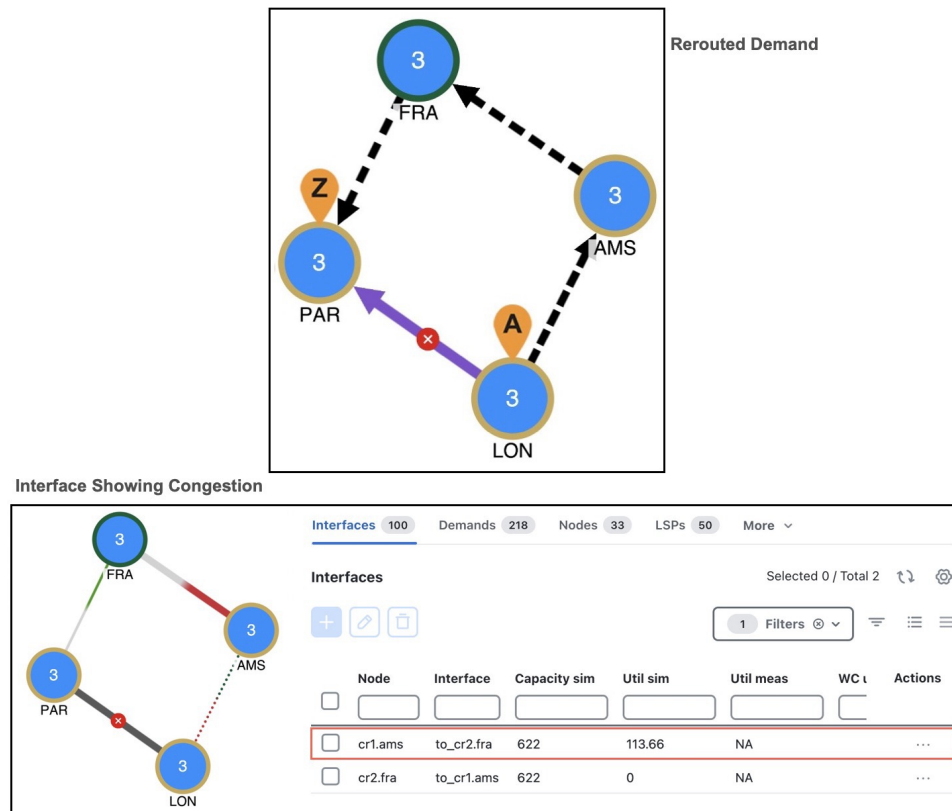 Rerouted Demand
3
FRA
3
AMS
Z
3
PAR
A
3
LON
Interface Showing Congestion
3
FRA
3
AMS
3
PAR
3
LON
Interfaces 100 Demands 218 Nodes 33 LSPs 50 More
Interfaces
Selected 0 / Total 2
1 Filters
Node Interface Capacity sim Util sim Util meas WC Actions
cr1.ams to_cr2.fra 622 113.66 NA ...
cr2.fra to_cr1.ams 622 0 NA ...